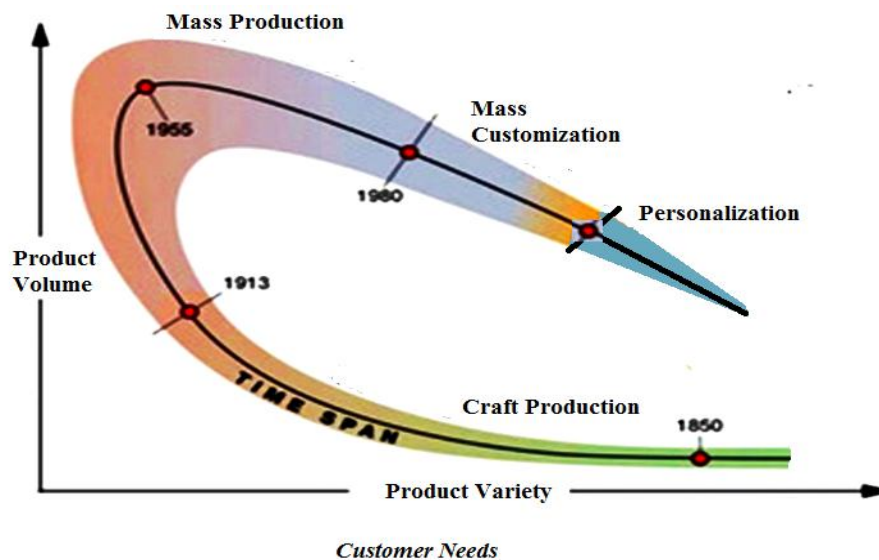 Mass Production
1955
Mass
Customization
1980
Personalization
Product
Volume
1913
TIME SPAN
Craft Production
1850
Product Variety
Customer Needs